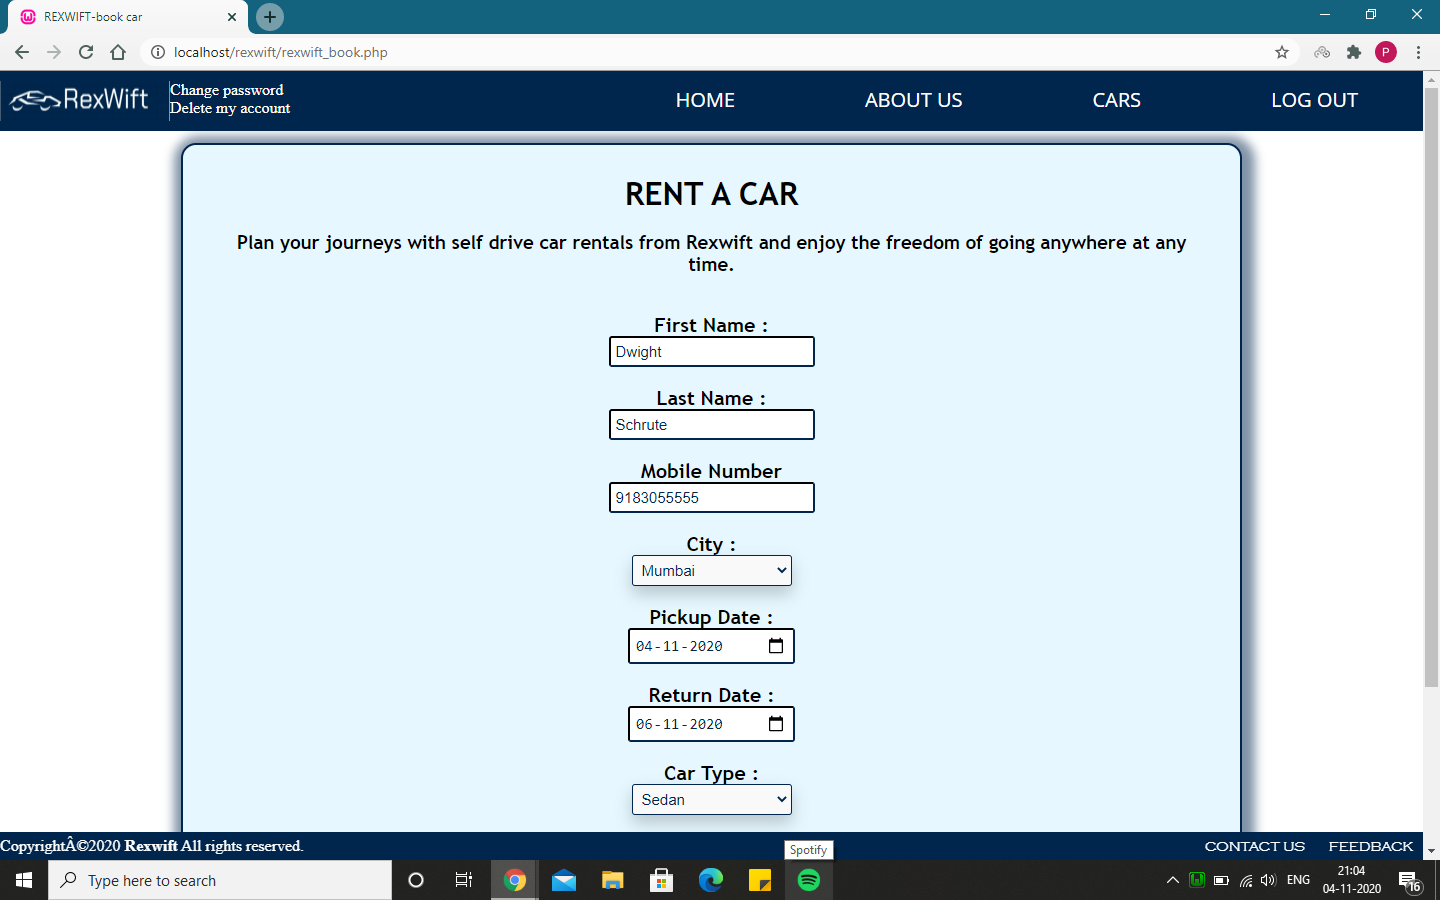 REXWIFT-book car
localhost/rexwift/rexwift_book.php
P
RexWift
Change password
Delete my account
HOME
ABOUT US
CARS
LOG OUT
RENT A CAR
Plan your journeys with self drive car rentals from Rexwift and enjoy the freedom of going anywhere at any
time.
First Name :
Dwight
Last Name :
Schrute
Mobile Number
9183055555
City :
Mumbai
Pickup Date :
04-11-2020
Return Date :
06-11-2020
Car Type :
Sedan
CopyrightÂ©2020 Rexwift All rights reserved.
CONTACT US
FEEDBACK
Spotify
Type here to search
ENG
21:04
04-11-2020
16